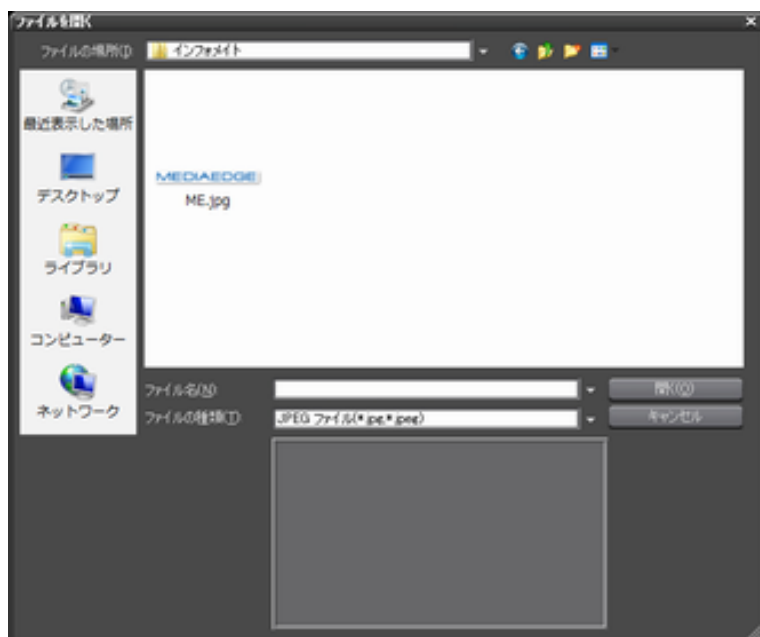 ファイルを開く
ファイルの場所(I):
インフォメイト
最近表示した場所
デスクトップ
ライブラリ
コンピューター
ネットワーク
MEDIAEDGE
ME.jpg
ファイル名(N):
開く(O)
ファイルの種類(T):
JPEG ファイル(*.jpg;*.jpeg)
キャンセル